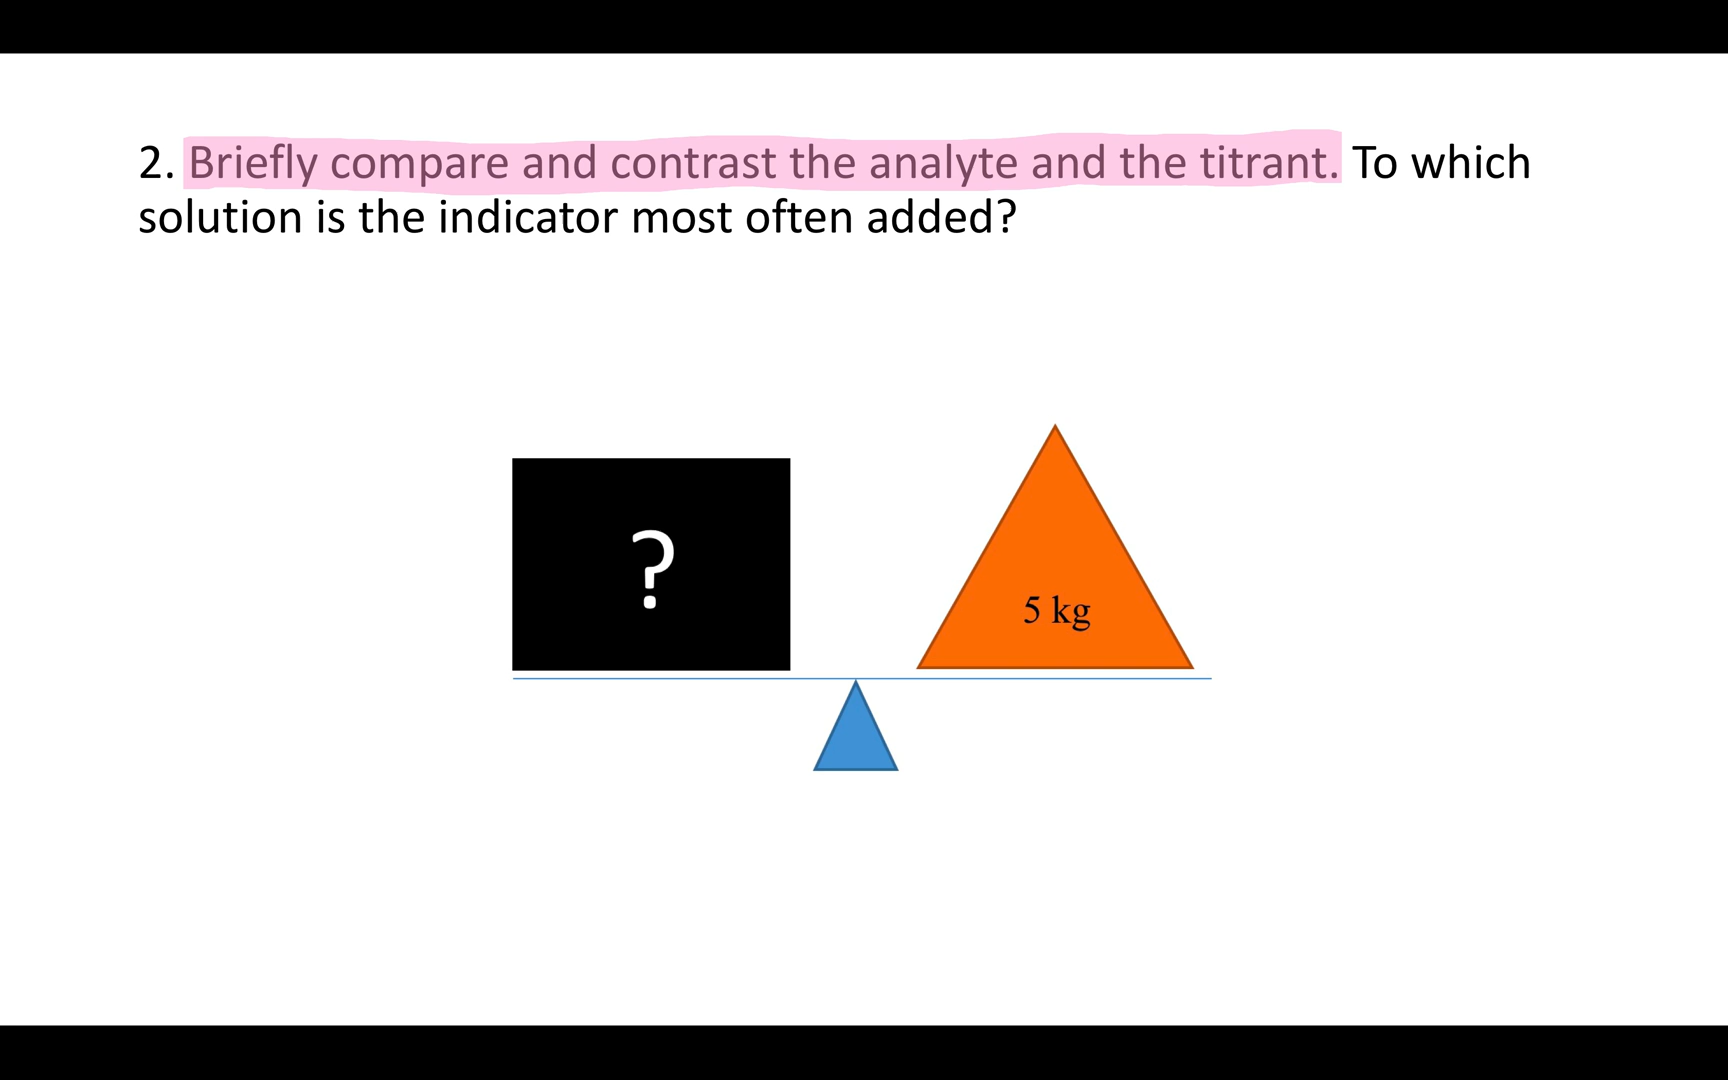 2. Briefly compare and contrast the analyte and the titrant. To which
solution is the indicator most often added?
?
5 kg